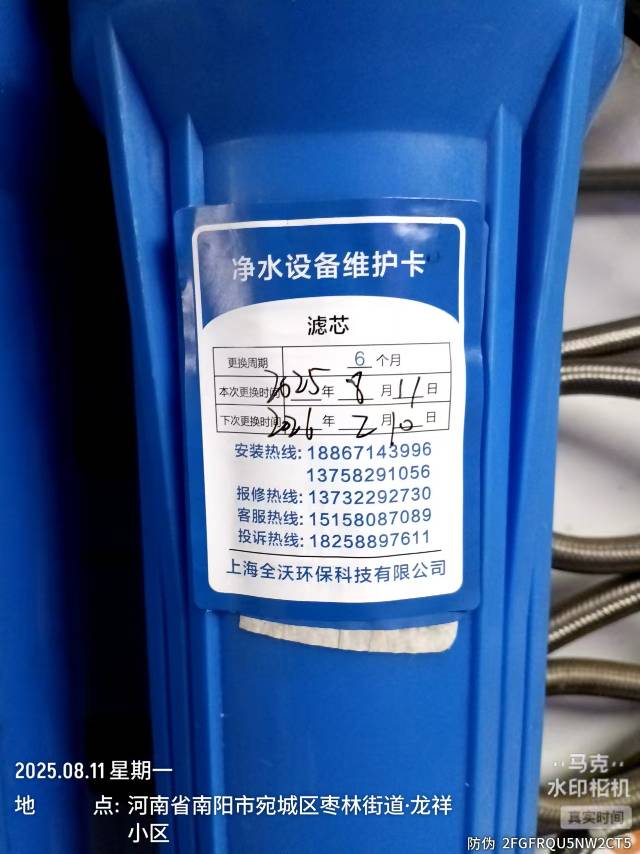 净水设备维护卡
滤芯
更换周期 6 个月
本次更换时间 2025 年 8 月 11 日
下次更换时间 2026 年 2 月 10 日
安装热线: 18867143996
13758291056
报修热线: 13732292730
客服热线: 15158087089
投诉热线: 18258897611
上海全沃环保科技有限公司
2025.08.11 星期一
地 点: 河南省南阳市宛城区枣林街道·龙祥
小区
马克
水印相机
真实时间
防伪 2FGFRQU5NW2CT5